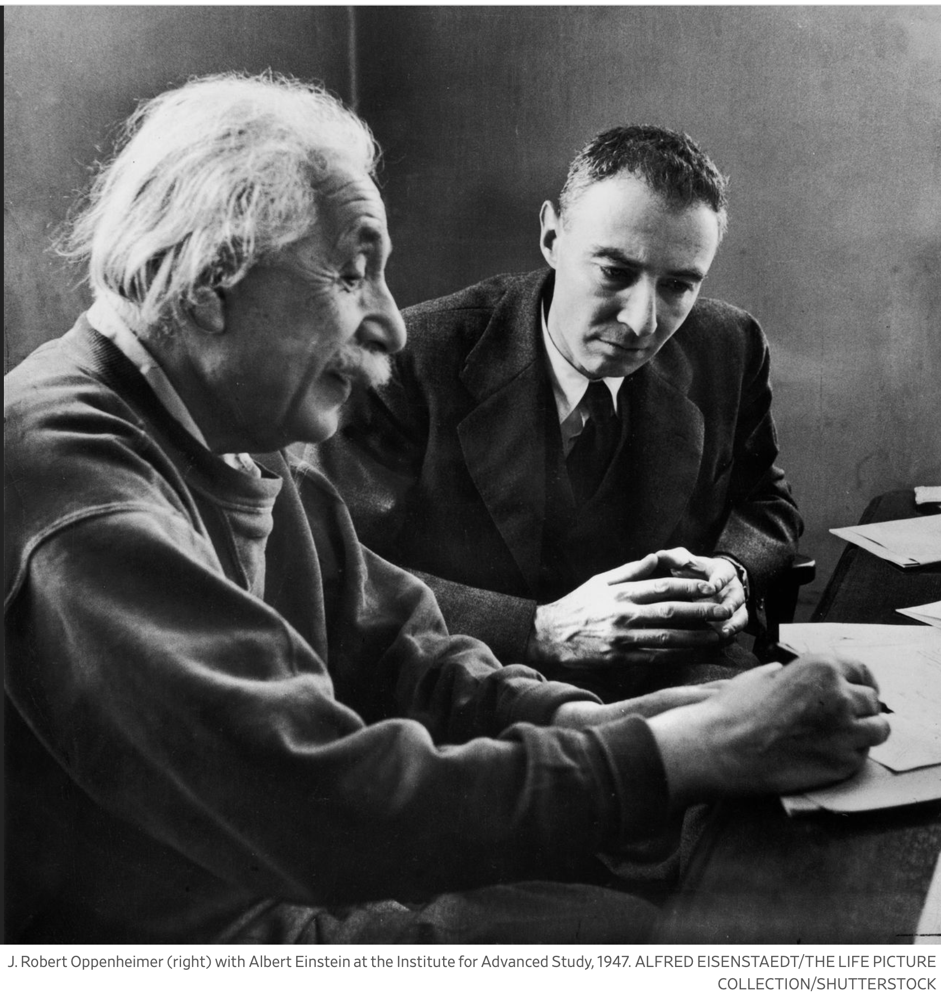 J. Robert Oppenheimer (right) with Albert Einstein at the Institute for Advanced Study, 1947. ALFRED EISENSTAEDT/THE LIFE PICTURE
COLLECTION/SHUTTERSTOCK